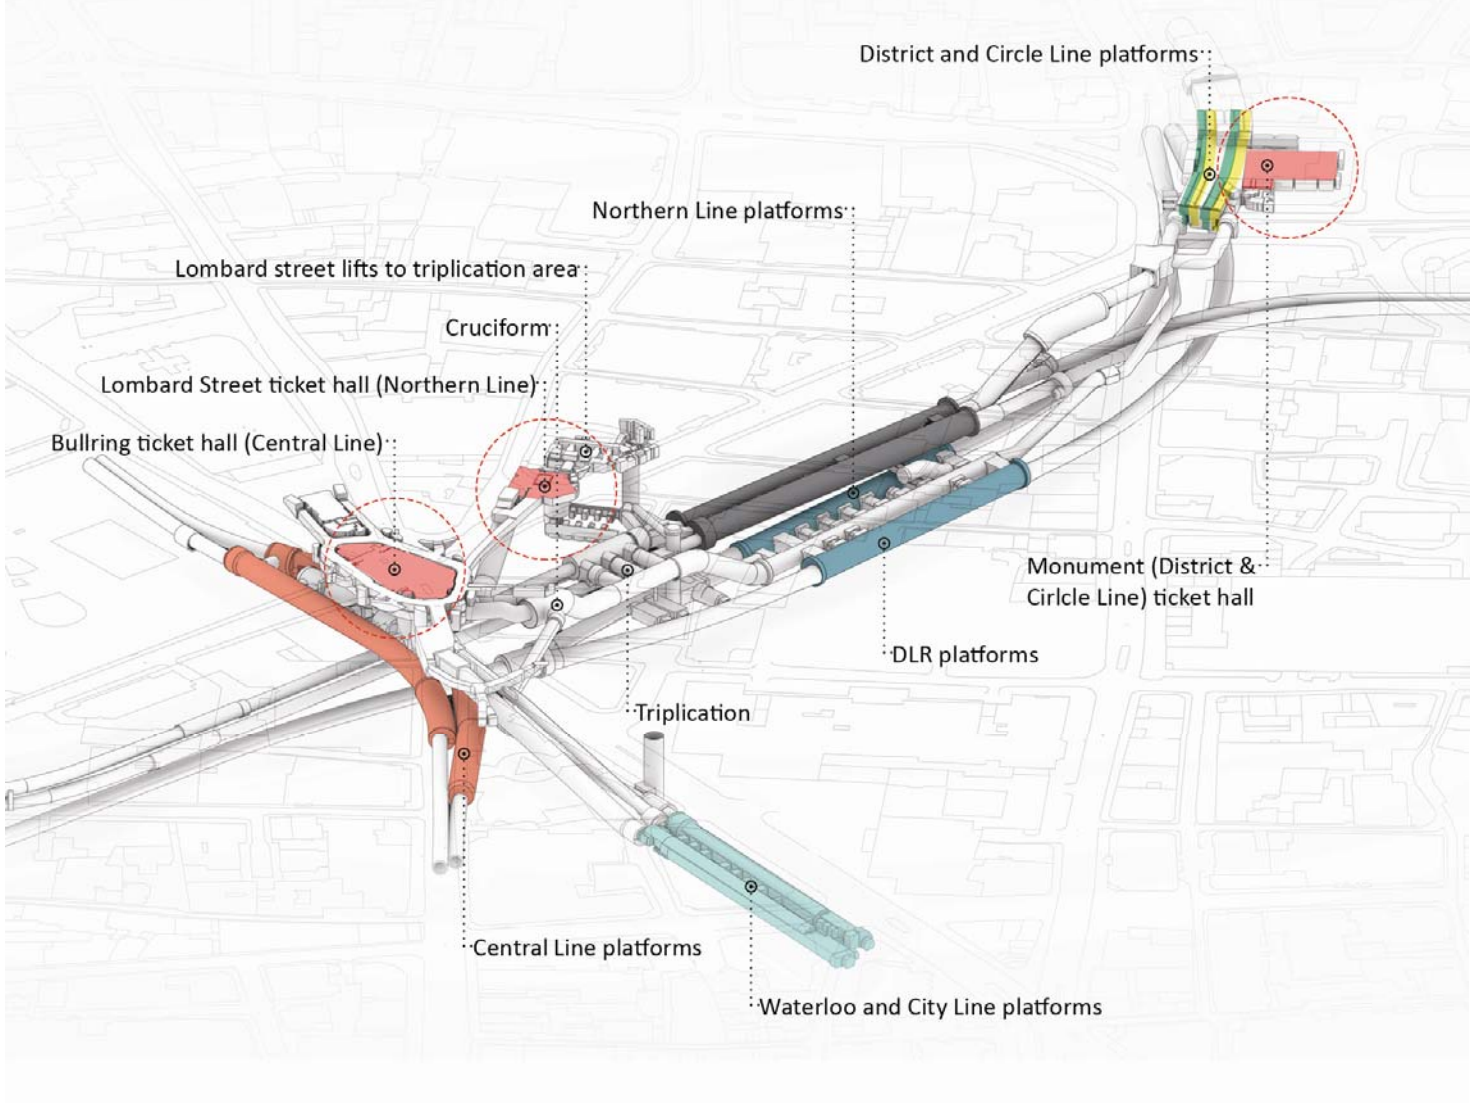 District and Circle Line platforms
Northern Line platforms
Lombard street lifts to triplication area
Cruciform
Lombard Street ticket hall (Northern Line)
Bullring ticket hall (Central Line)
Monument (District &
Cirlcle Line) ticket hall
DLR platforms
Triplication
Central Line platforms
Waterloo and City Line platforms